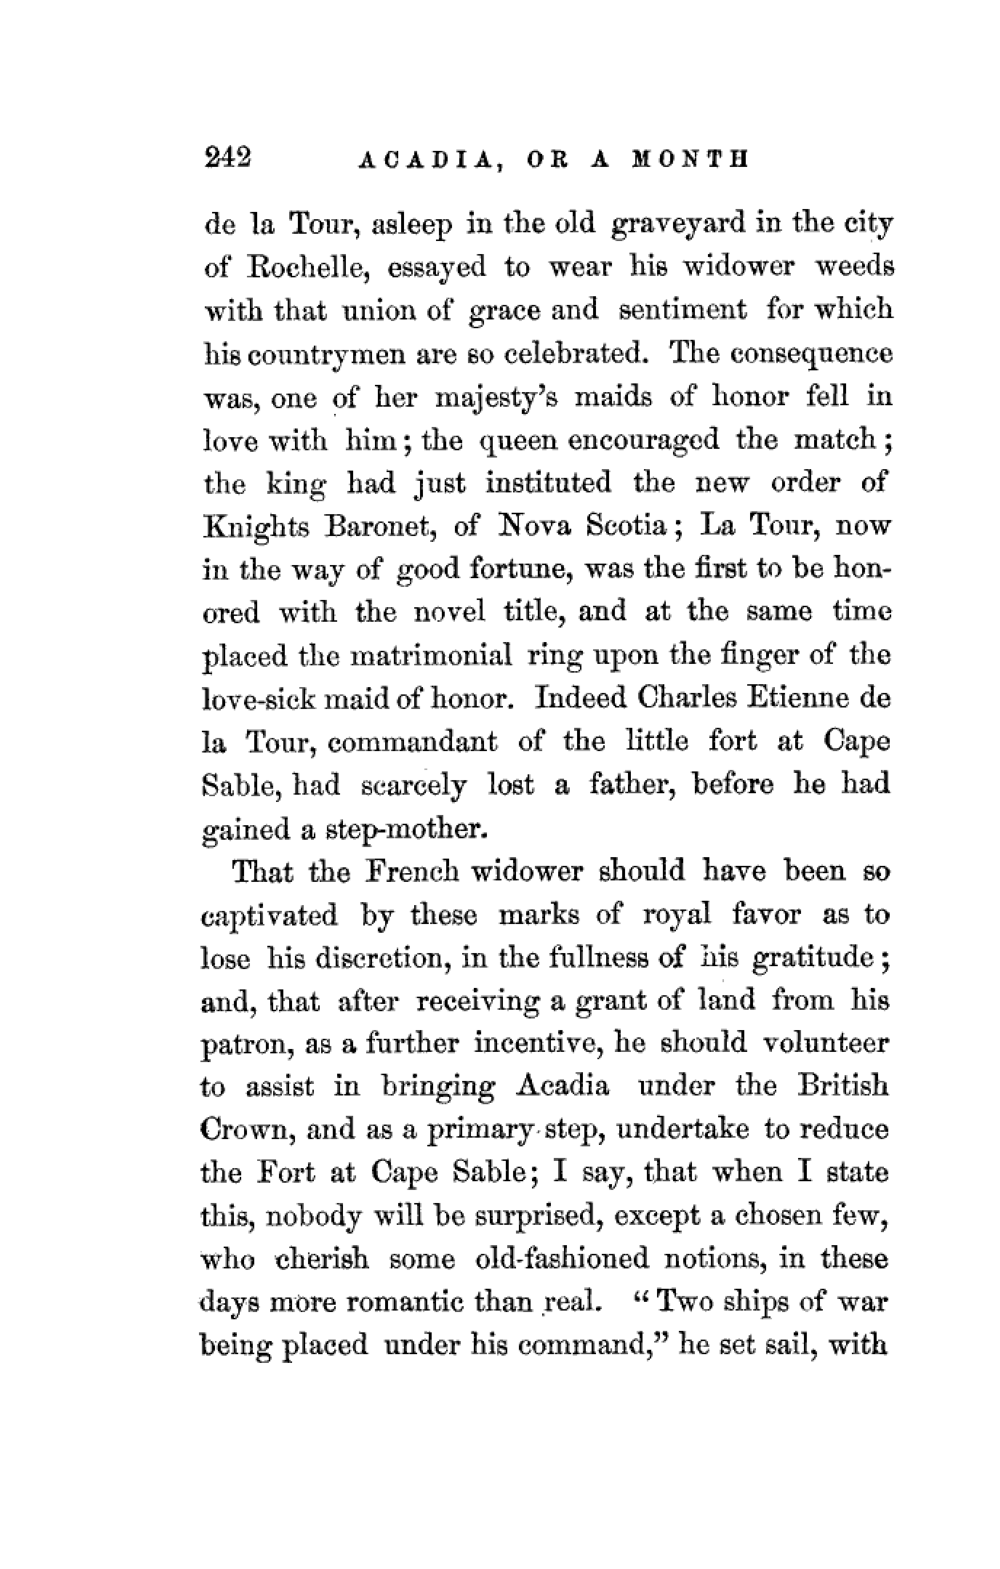 242 ACADIA, OR A MONTH
de la Tour, asleep in the old graveyard in the city
of Rochelle, essayed to wear his widower weeds
with that union of grace and sentiment for which
his countrymen are so celebrated. The consequence
was, one of her majesty's maids of honor fell in
love with him; the queen encouraged the match;
the king had just instituted the new order of
Knights Baronet, of Nova Scotia; La Tour, now
in the way of good fortune, was the first to be hon-
ored with the novel title, and at the same time
placed the matrimonial ring upon the finger of the
love-sick maid of honor. Indeed Charles Etienne de
la Tour, commandant of the little fort at Cape
Sable, had scarcely lost a father, before he had
gained a step-mother.
That the French widower should have been so
captivated by these marks of royal favor as to
lose his discretion, in the fullness of his gratitude;
and, that after receiving a grant of land from his
patron, as a further incentive, he should volunteer
to assist in bringing Acadia under the British
Crown, and as a primary step, undertake to reduce
the Fort at Cape Sable; I say, that when I state
this, nobody will be surprised, except a chosen few,
who cherish some old-fashioned notions, in these
days more romantic than real. "Two ships of war
being placed under his command," he set sail, with